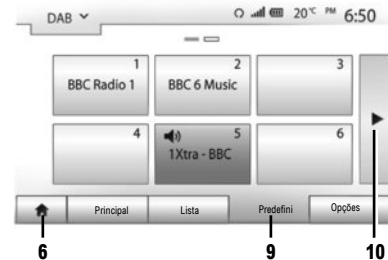 DAB 20°C PM 6:50
1 2 3
BBC Radio 1 BBC 6 Music
4 5 6
1Xtra - BBC
Principal Lista Predefini Opções
6 9 10